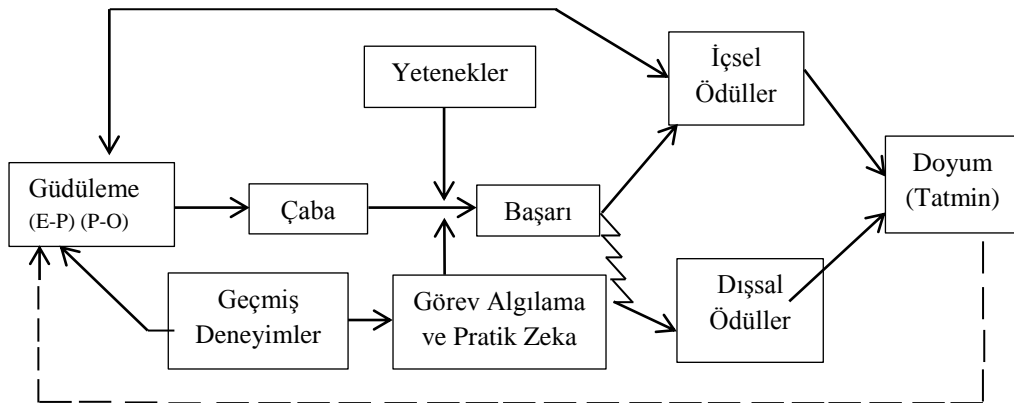 İçsel
Ödüller
Yetenekler
Doyum
(Tatmin)
Güdüleme
(E-P) (P-O)
Çaba
Başarı
Geçmiş
Deneyimler
Görev Algılama
ve Pratik Zeka
Dışsal
Ödüller